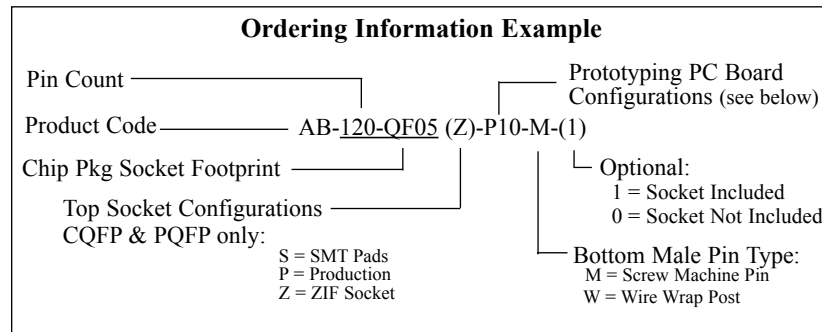 Ordering Information Example
Pin Count
Prototyping PC Board
Configurations (see below)
Product Code
AB-120-QF05 (Z)-P10-M-(1)
Chip Pkg Socket Footprint
Optional:
1 = Socket Included
0 = Socket Not Included
Top Socket Configurations
CQFP & PQFP only:
S = SMT Pads
P = Production
Z = ZIF Socket
Bottom Male Pin Type:
M = Screw Machine Pin
W = Wire Wrap Post